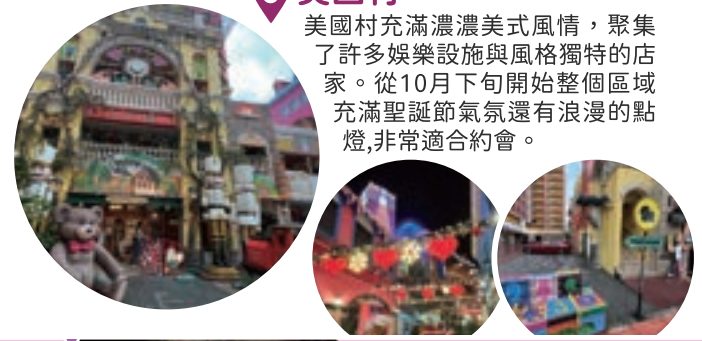 美國村充滿濃濃美式風情，聚集
了許多娛樂設施與風格獨特的店
家。從10月下旬開始整個區域
充滿聖誕節氣氛還有浪漫的點
燈,非常適合約會。